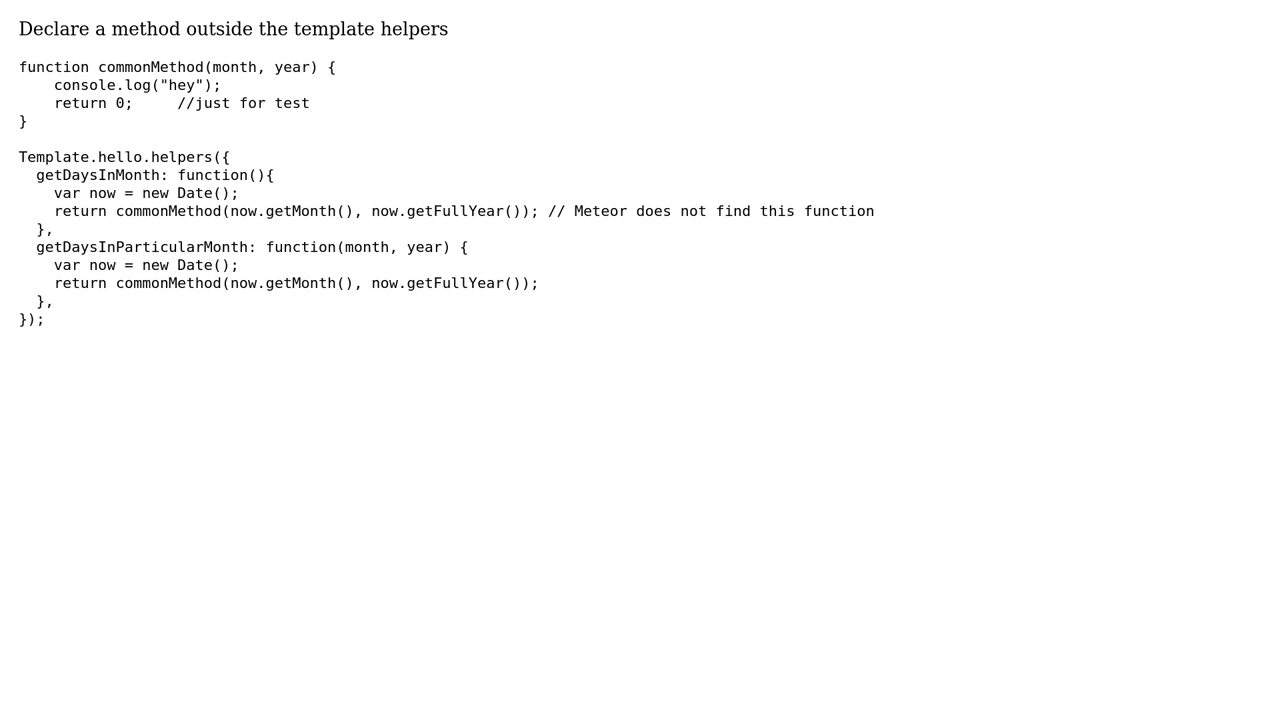 Declare a method outside the template helpers
function commonMethod(month, year) {
    console.log("hey");
    return 0;     //just for test
}
Template.hello.helpers({
  getDaysInMonth: function(){
    var now = new Date();
    return commonMethod(now.getMonth(), now.getFullYear()); // Meteor does not find this function
  },
  getDaysInParticularMonth: function(month, year) {
    var now = new Date();
    return commonMethod(now.getMonth(), now.getFullYear());
  },
});